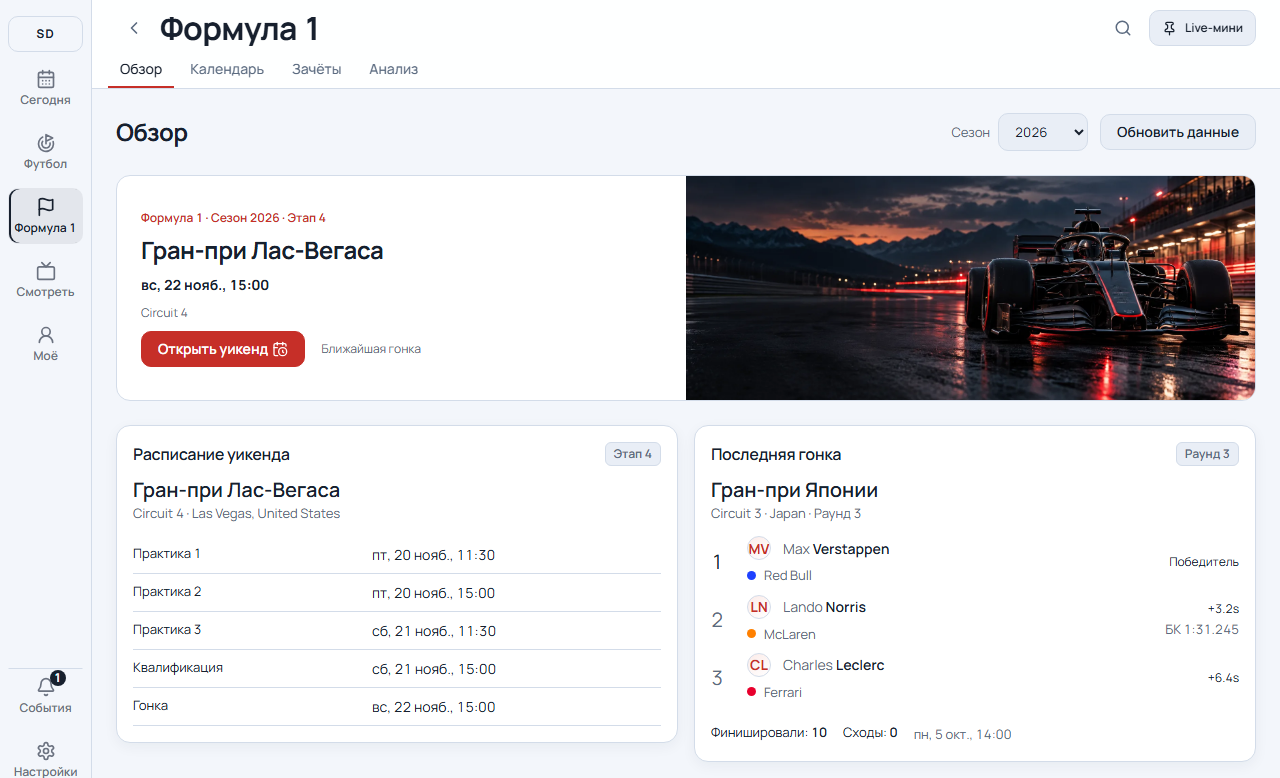 SD
Сегодня
Футбол
Формула 1
Смотреть
Моё
1
События
Настройки
Формула 1
Live-мини
Обзор Календарь Зачёты Анализ
Обзор
Сезон 2026 Обновить данные
Формула 1 · Сезон 2026 · Этап 4
Гран-при Лас-Вегаса
вс, 22 нояб., 15:00
Circuit 4
Открыть уикенд Ближайшая гонка
Расписание уикенда Этап 4
Гран-при Лас-Вегаса
Circuit 4 · Las Vegas, United States
Практика 1 пт, 20 нояб., 11:30
Практика 2 пт, 20 нояб., 15:00
Практика 3 сб, 21 нояб., 11:30
Квалификация сб, 21 нояб., 15:00
Гонка вс, 22 нояб., 15:00
Последняя гонка Раунд 3
Гран-при Японии
Circuit 3 · Japan · Раунд 3
1 MV Max Verstappen Победитель
Red Bull
2 LN Lando Norris +3.2s
McLaren БК 1:31.245
3 CL Charles Leclerc +6.4s
Ferrari
Финишировали: 10 Сходы: 0 пн, 5 окт., 14:00